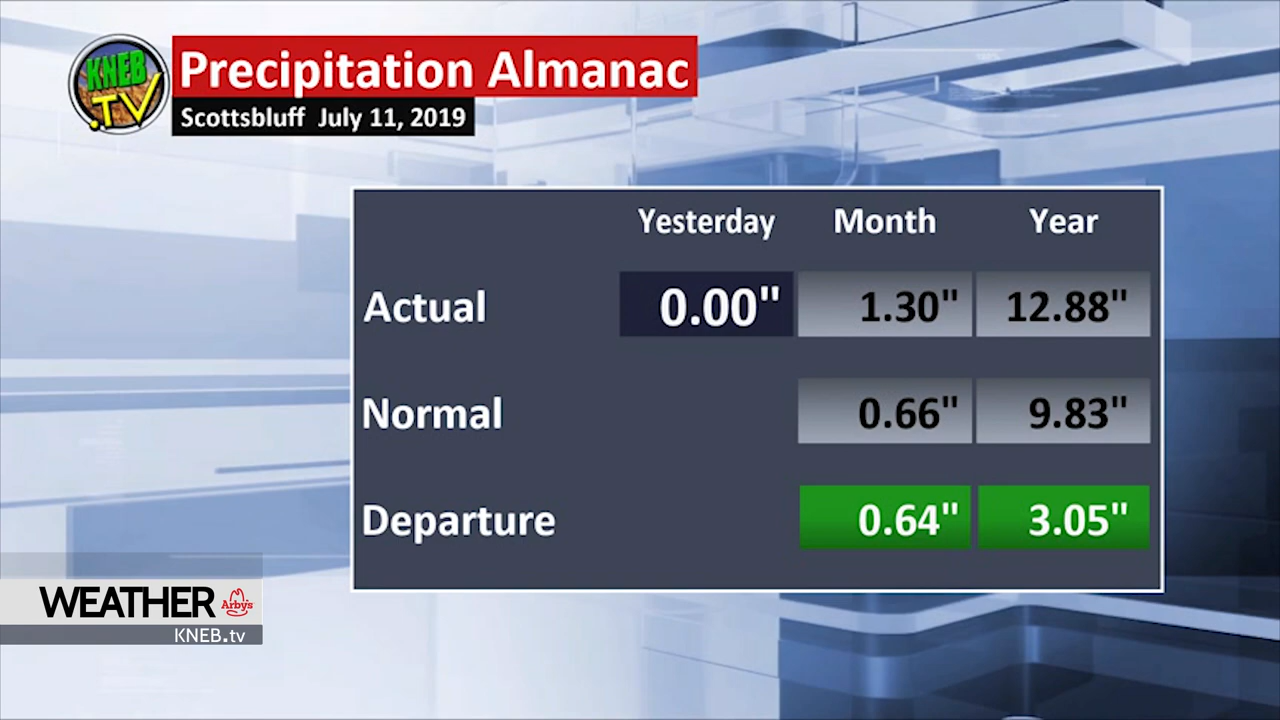 KNEB
.TV
Precipitation Almanac
Scottsbluff July 11, 2019
Yesterday Month Year
Actual 0.00" 1.30" 12.88"
Normal 0.66" 9.83"
Departure 0.64" 3.05"
WEATHER Arby's
KNEB.tv